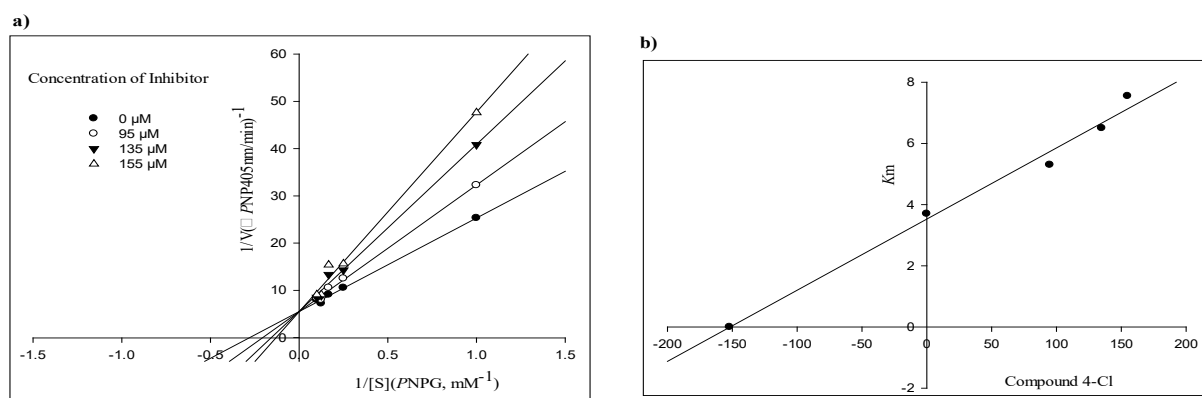 a)
Concentration of Inhibitor
0 µM
95 µM
135 µM
155 µM
1/V(□ PNP405nm/min)⁻¹
60
50
40
30
20
10
0
-1.5
-1.0
-0.5
0.0
0.5
1.0
1.5
1/[S](PNPG, mM⁻¹)
b)
Km
8
6
4
2
0
-2
-200
-150
-100
-50
0
50
100
150
200
Compound 4-Cl